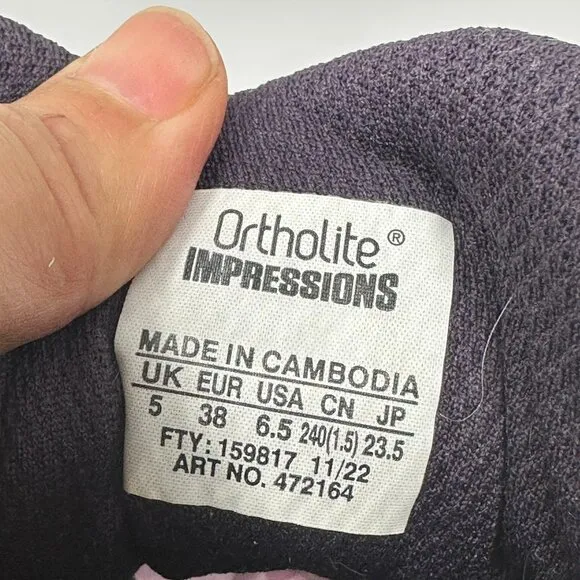 Ortholite®
IMPRESSIONS
MADE IN CAMBODIA
UK EUR USA CN JP
5 38 6.5 240(1.5) 23.5
FTY: 159817 11/22
ART NO. 472164